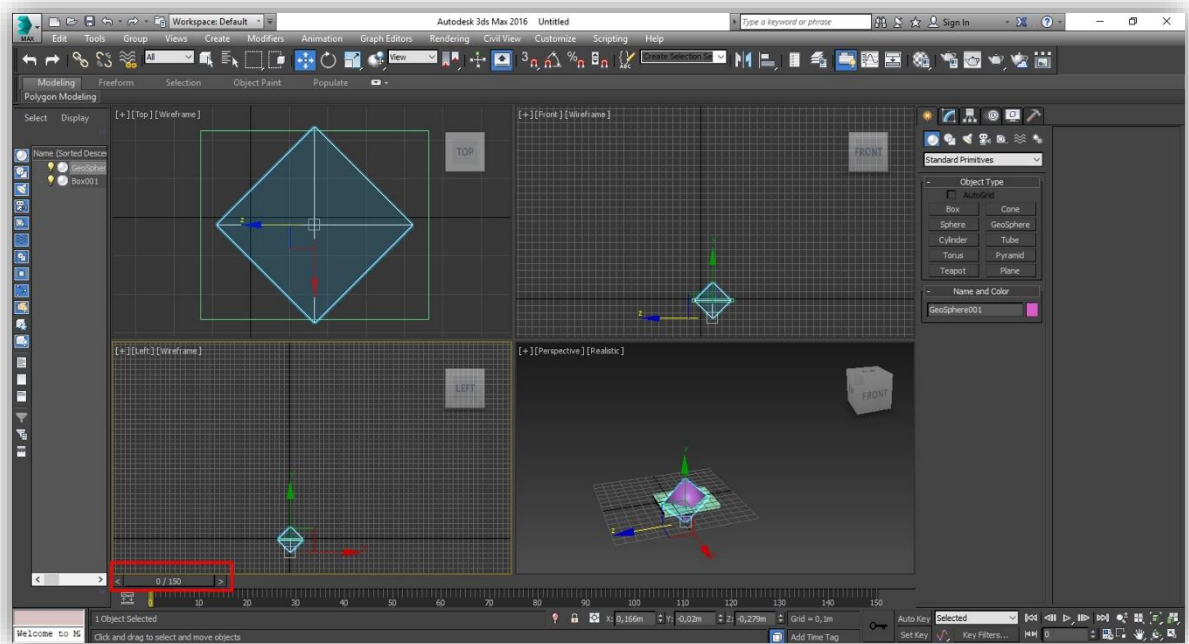 Workspace: Default
Autodesk 3ds Max 2016 Untitled
Type a keyword or phrase
Sign In
MAX
Edit Tools Group Views Create Modifiers Animation Graph Editors Rendering Civil View Customize Scripting Help
All
View
Create Selection Se
Modeling Freeform Selection Object Paint Populate
Polygon Modeling
Select Display
Name (Sorted Descen
GeoSpher
Box001
[+][Top][Wireframe]
TOP
z
[+][Front][Wireframe]
FRONT
z
[+][Left][Wireframe]
LEFT
[+][Perspective][Realistic]
FRONT
z
Standard Primitives
- Object Type
AutoGrid
Box Cone
Sphere GeoSphere
Cylinder Tube
Torus Pyramid
Teapot Plane
- Name and Color
GeoSphere001
< 0 / 150 >
0 10 20 30 40 50 60 70 80 90 100 110 120 130 140 150
1 Object Selected
X: 0,166m Y: -0,02m Z: -0,279m Grid = 0,1m
Auto Key Selected
Welcome to M
Click and drag to select and move objects
Add Time Tag
Set Key Key Filters... 0